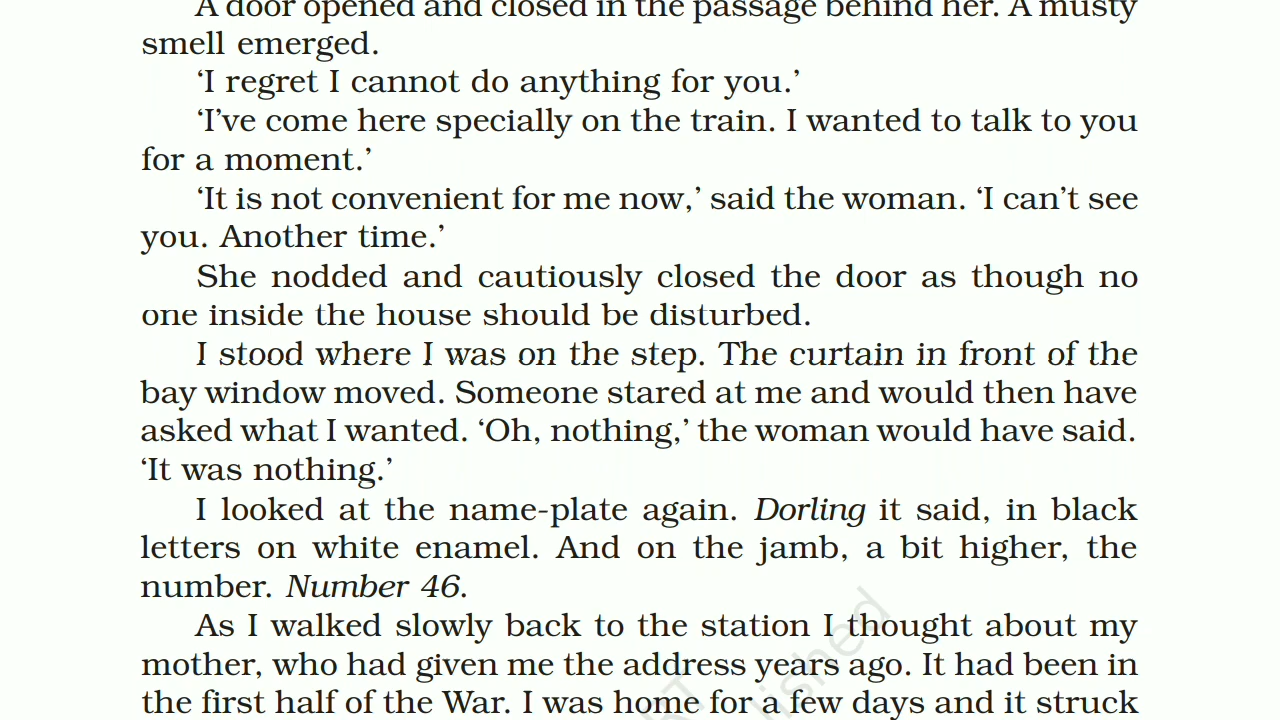 A door opened and closed in the passage behind her. A musty
smell emerged.
‘I regret I cannot do anything for you.’
‘I’ve come here specially on the train. I wanted to talk to you
for a moment.’
‘It is not convenient for me now,’ said the woman. ‘I can’t see
you. Another time.’
She nodded and cautiously closed the door as though no
one inside the house should be disturbed.
I stood where I was on the step. The curtain in front of the
bay window moved. Someone stared at me and would then have
asked what I wanted. ‘Oh, nothing,’ the woman would have said.
‘It was nothing.’
I looked at the name-plate again. Dorling it said, in black
letters on white enamel. And on the jamb, a bit higher, the
number. Number 46.
As I walked slowly back to the station I thought about my
mother, who had given me the address years ago. It had been in
the first half of the War. I was home for a few days and it struck